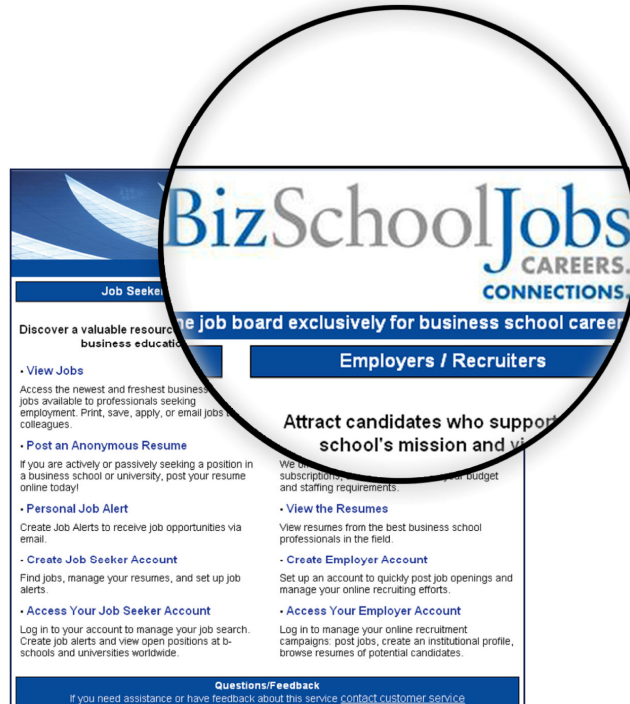 BizSchoolJobs
CAREERS.
CONNECTIONS.
e job board exclusively for business school career
Job Seeke
Employers / Recruiters
Discover a valuable resourc
business educatio
• View Jobs
Access the newest and freshest business
jobs available to professionals seeking
employment. Print, save, apply, or email jobs t
colleagues.
• Post an Anonymous Resume
If you are actively or passively seeking a position in
a business school or university, post your resume
online today!
• Personal Job Alert
Create Job Alerts to receive job opportunities via
email.
- Create Job Seeker Account
Find jobs, manage your resumes, and set up job
alerts.
• Access Your Job Seeker Account
Log in to your account to manage your job search.
Create job alerts and view open positions at b-
schools and universities worldwide.
Attract candidates who support
school's mission and vi
We
subscriptions, budget
and staffing requirements.
• View the Resumes
View resumes from the best business school
professionals in the field.
- Create Employer Account
Set up an account to quickly post job openings and
manage your online recruiting efforts.
• Access Your Employer Account
Log in to manage your online recruitment
campaigns: post jobs, create an institutional profile,
browse resumes of potential candidates.
Questions/Feedback
If you need assistance or have feedback about this service contact customer service